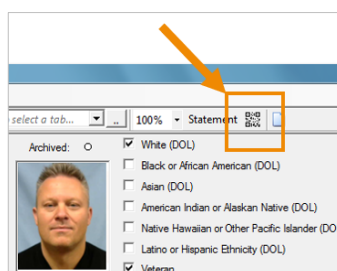 select a tab... .. 100% Statement
Archived: White (DOL)
Black or African American (DOL)
Asian (DOL)
American Indian or Alaskan Native (DOL)
Native Hawaiian or Other Pacific Islander (DO
Latino or Hispanic Ethnicity (DOL)
Veteran